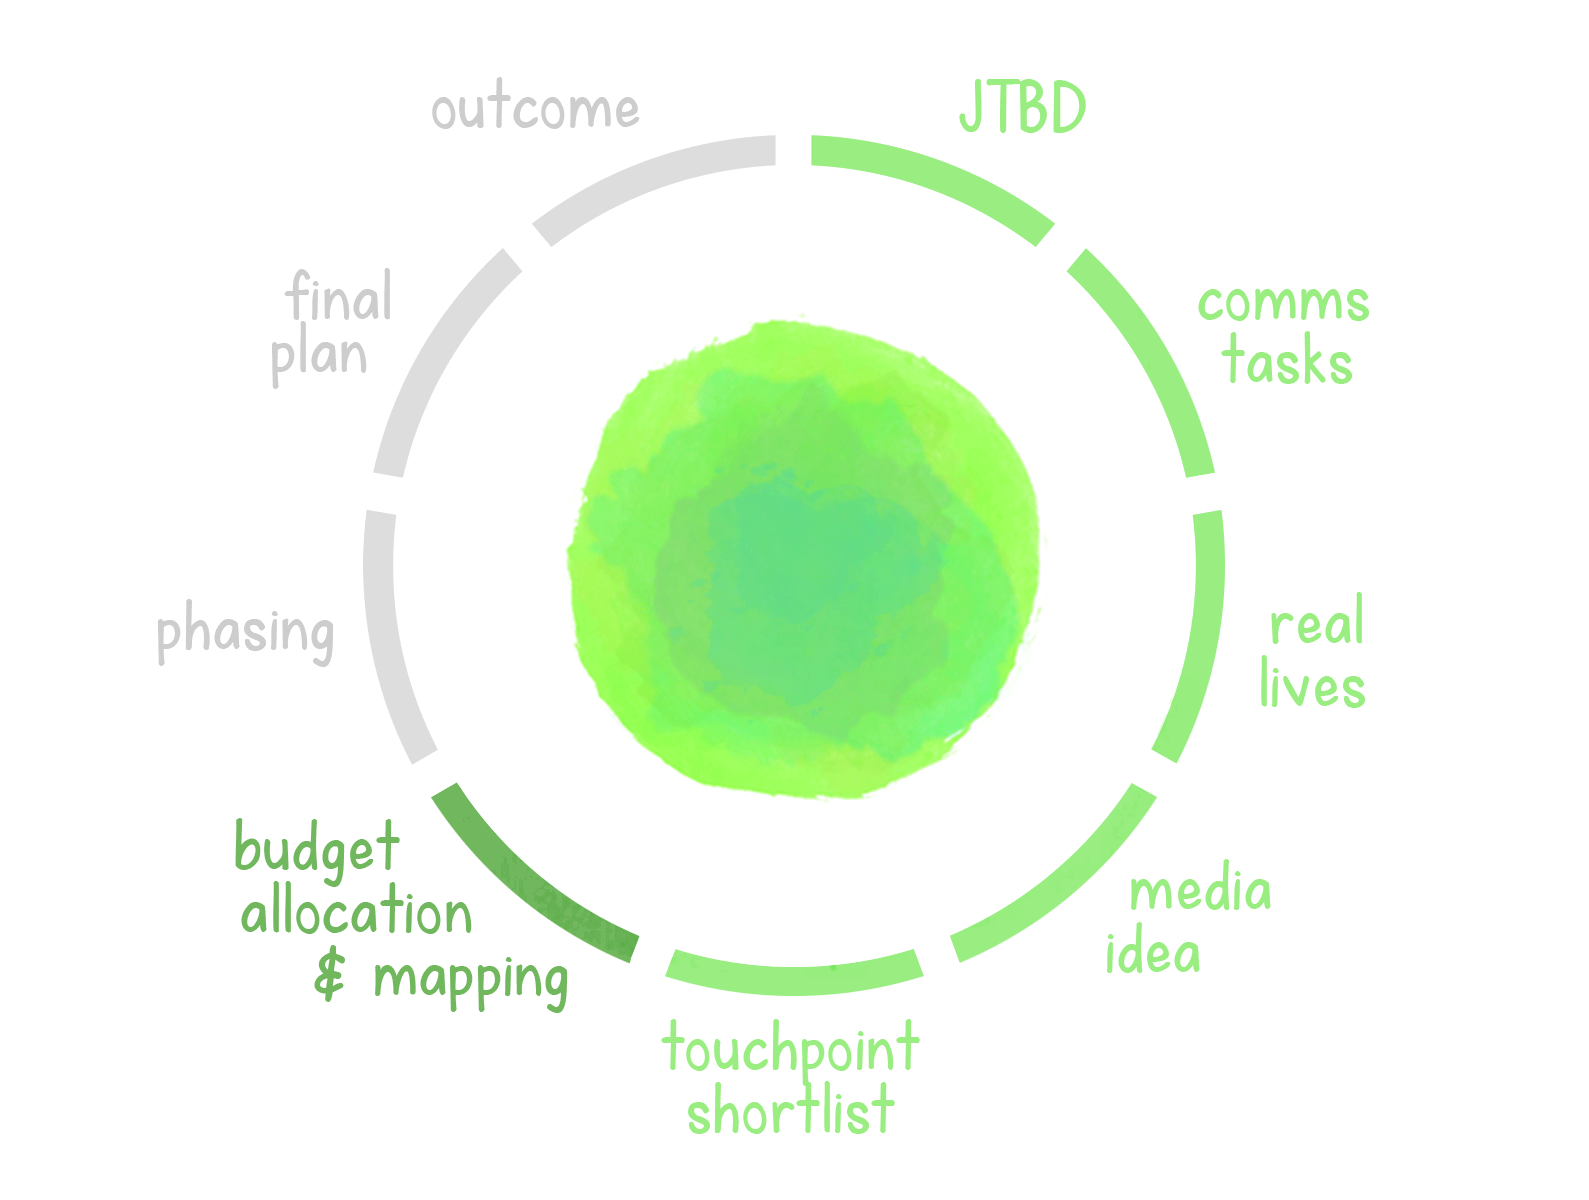 JTBD
comms
tasks
real
lives
media
idea
touchpoint
shortlist
budget
allocation
& mapping
phasing
final
plan
outcome